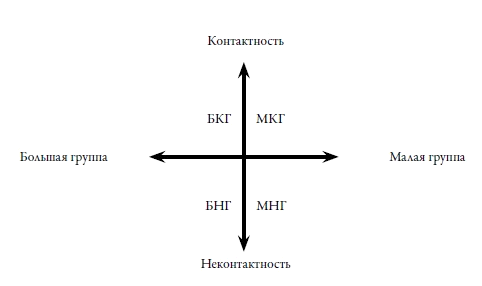 Контактность
БКГ МКГ
Большая группа Малая группа
БНГ МНГ
Неконтактность